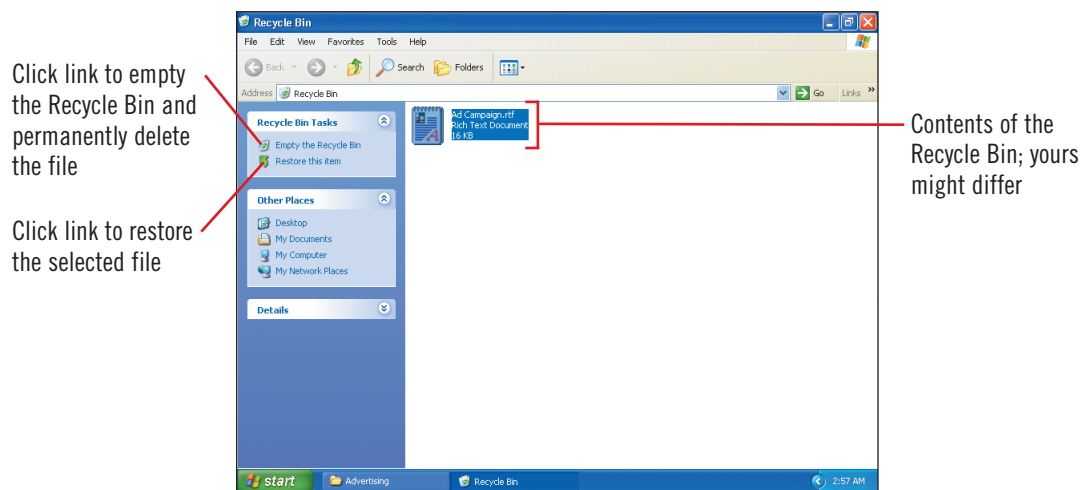 Recycle Bin
File Edit View Favorites Tools Help
Back Search Folders
Address Recycle Bin Go Links »
Click link to empty
the Recycle Bin and
permanently delete
the file
Click link to restore
the selected file
Recycle Bin Tasks
Empty the Recycle Bin
Restore this item
Other Places
Desktop
My Documents
My Computer
My Network Places
Details
Ad Campaign.rtf
Rich Text Document
16 KB
Contents of the
Recycle Bin; yours
might differ
start Advertising Recycle Bin 2:57 AM